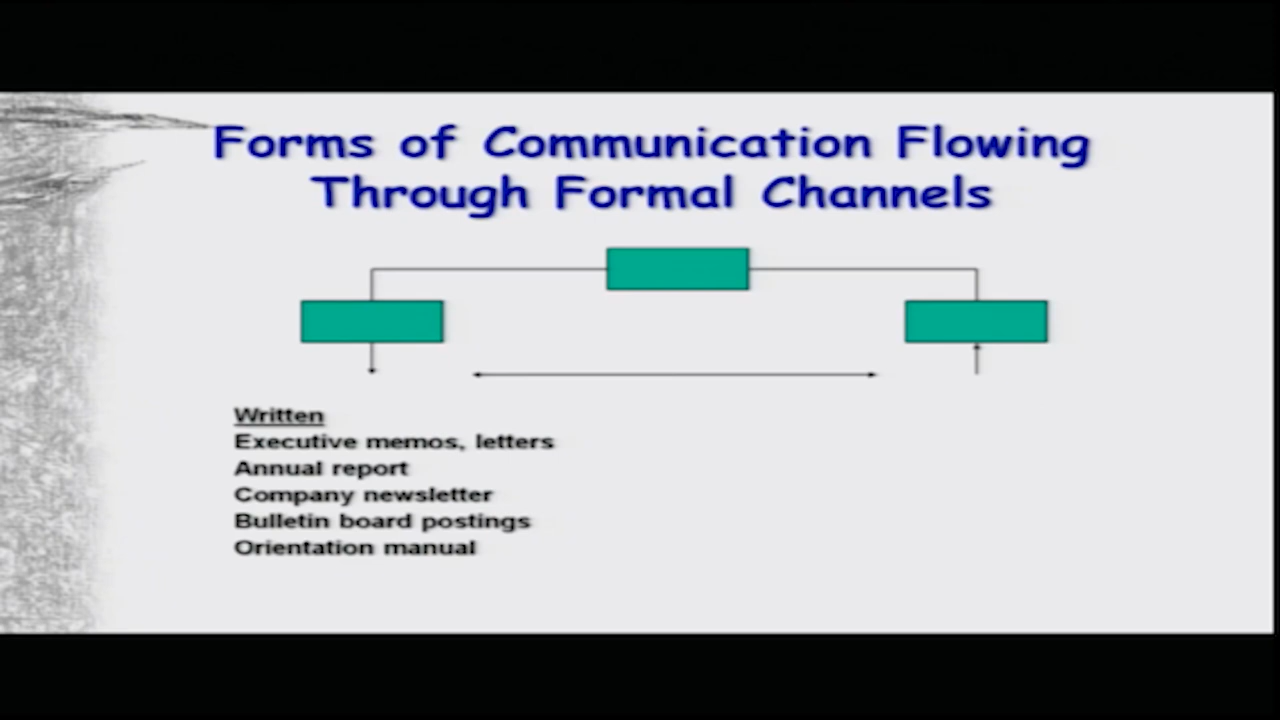 Forms of Communication Flowing
Through Formal Channels
Written
Executive memos, letters
Annual report
Company newsletter
Bulletin board postings
Orientation manual